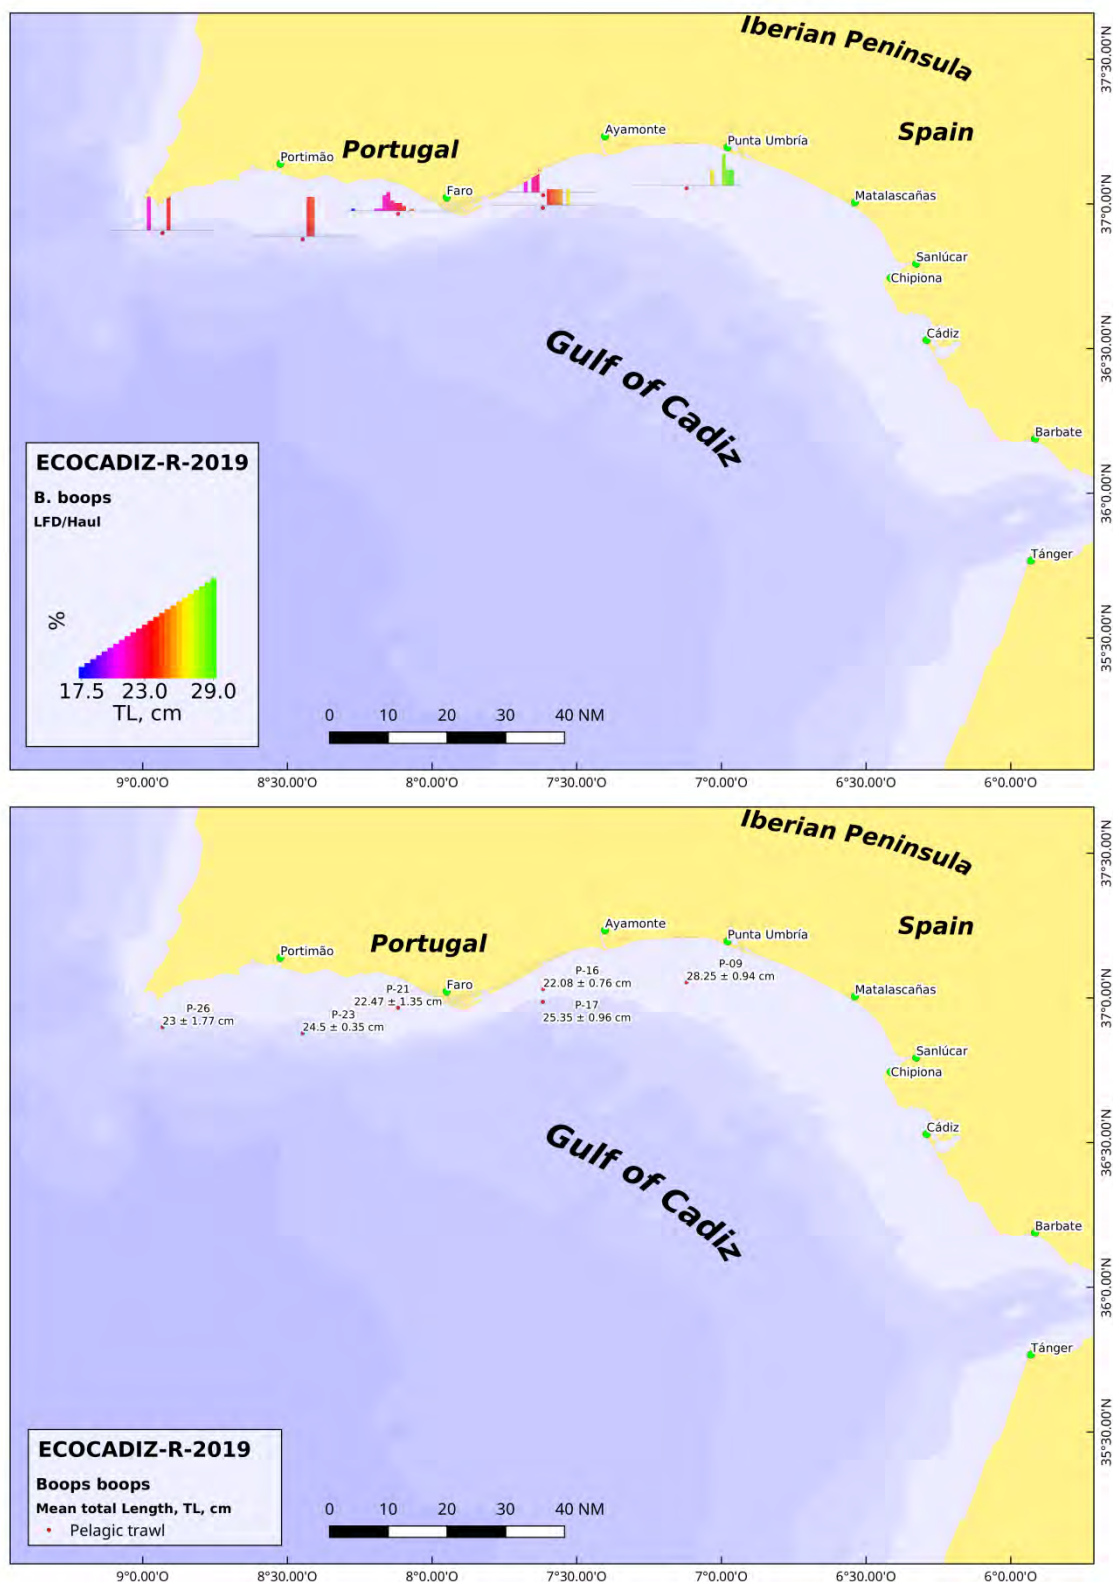 Iberian Peninsula
37°30.00'N
Spain
Ayamonte
Punta Umbría
Portugal
Portimão
Faro
Matalascañas
37°0.00'N
Sanlúcar
Chipiona
Cádiz
36°30.00'N
Gulf of Cadiz
Barbate
36°0.00'N
Tánger
35°30.00'N
ECOCADIZ-R-2019
B. boops
LFD/Haul
%
17.5 23.0 29.0
TL, cm
0 10 20 30 40 NM
9°0.00'O 8°30.00'O 8°0.00'O 7°30.00'O 7°0.00'O 6°30.00'O 6°0.00'O
Iberian Peninsula
37°30.00'N
Spain
Ayamonte
Punta Umbría
Portugal
Portimão
P-09
28.25 ± 0.94 cm
P-16
22.08 ± 0.76 cm
Faro
P-21
22.47 ± 1.35 cm
Matalascañas
37°0.00'N
P-26
23 ± 1.77 cm
P-23
24.5 ± 0.35 cm
P-17
25.35 ± 0.96 cm
Sanlúcar
Chipiona
Cádiz
36°30.00'N
Gulf of Cadiz
Barbate
36°0.00'N
Tánger
35°30.00'N
ECOCADIZ-R-2019
Boops boops
Mean total Length, TL, cm
Pelagic trawl
0 10 20 30 40 NM
9°0.00'O 8°30.00'O 8°0.00'O 7°30.00'O 7°0.00'O 6°30.00'O 6°0.00'O